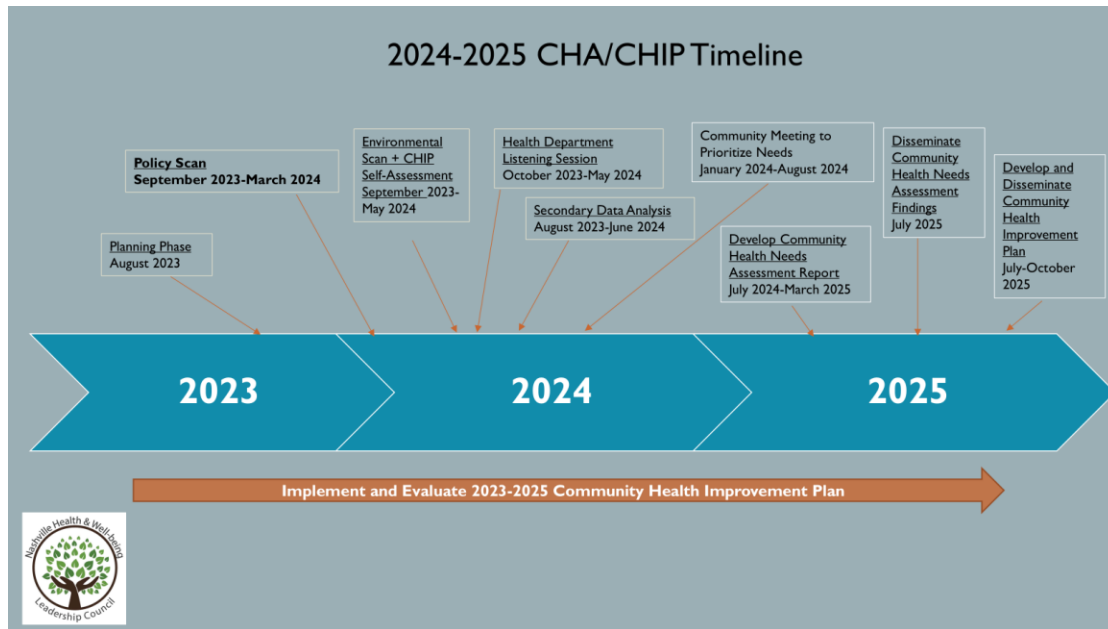 2024-2025 CHA/CHIP Timeline
Policy Scan
September 2023-March 2024
Planning Phase
August 2023
Environmental
Scan + CHIP
Self-Assessment
September 2023-
May 2024
Health Department
Listening Session
October 2023-May 2024
Secondary Data Analysis
August 2023-June 2024
Community Meeting to
Prioritize Needs
January 2024-August 2024
Develop Community
Health Needs
Assessment Report
July 2024-March 2025
Disseminate
Community
Health Needs
Assessment
Findings
July 2025
Develop and
Disseminate
Community
Health
Improvement
Plan
July-October
2025
2023
2024
2025
Implement and Evaluate 2023-2025 Community Health Improvement Plan
Nashville Health & Well-being
Leadership Council